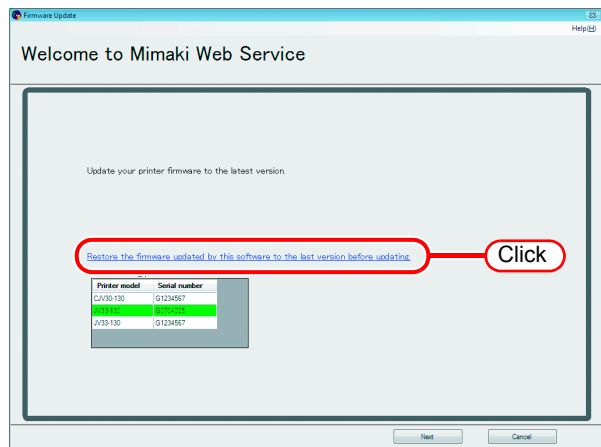 Firmware Update
Help(H)
Welcome to Mimaki Web Service
Update your printer firmware to the latest version.
Restore the firmware updated by this software to the last version before updating.
Click
Printer model Serial number
CJV30-130 G1234567
JV33-130
JV33-130 G1234567
Next Cancel